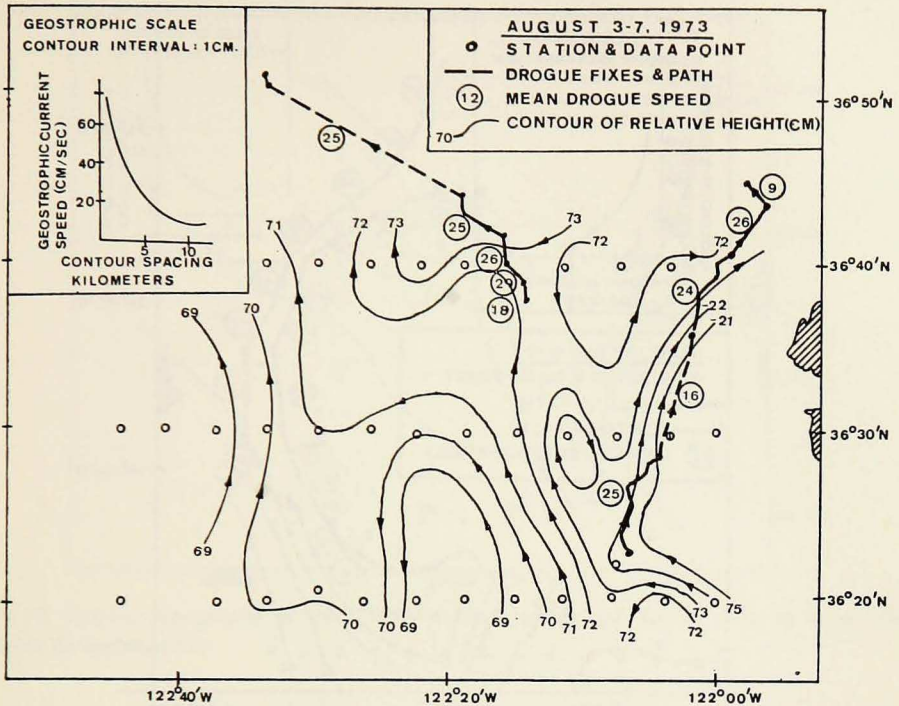 GEOSTROPHIC SCALE
CONTOUR INTERVAL: 1CM.
GEOSTROPHIC CURRENT
SPEED (CM/SEC)
60
40
20
5
10
CONTOUR SPACING
KILOMETERS
AUGUST 3-7, 1973
STATION & DATA POINT
DROGUE FIXES & PATH
12
MEAN DROGUE SPEED
70
CONTOUR OF RELATIVE HEIGHT (CM)
36°50'N
36°40'N
36°30'N
36°20'N
25
9
26
25
71
72
73
73
72
72
26
20
18
24
69
70
-22
-21
16
25
69
70
70
69
69
70
71
72
72
72
73
75
122°40'W
122°20'W
122°00'W